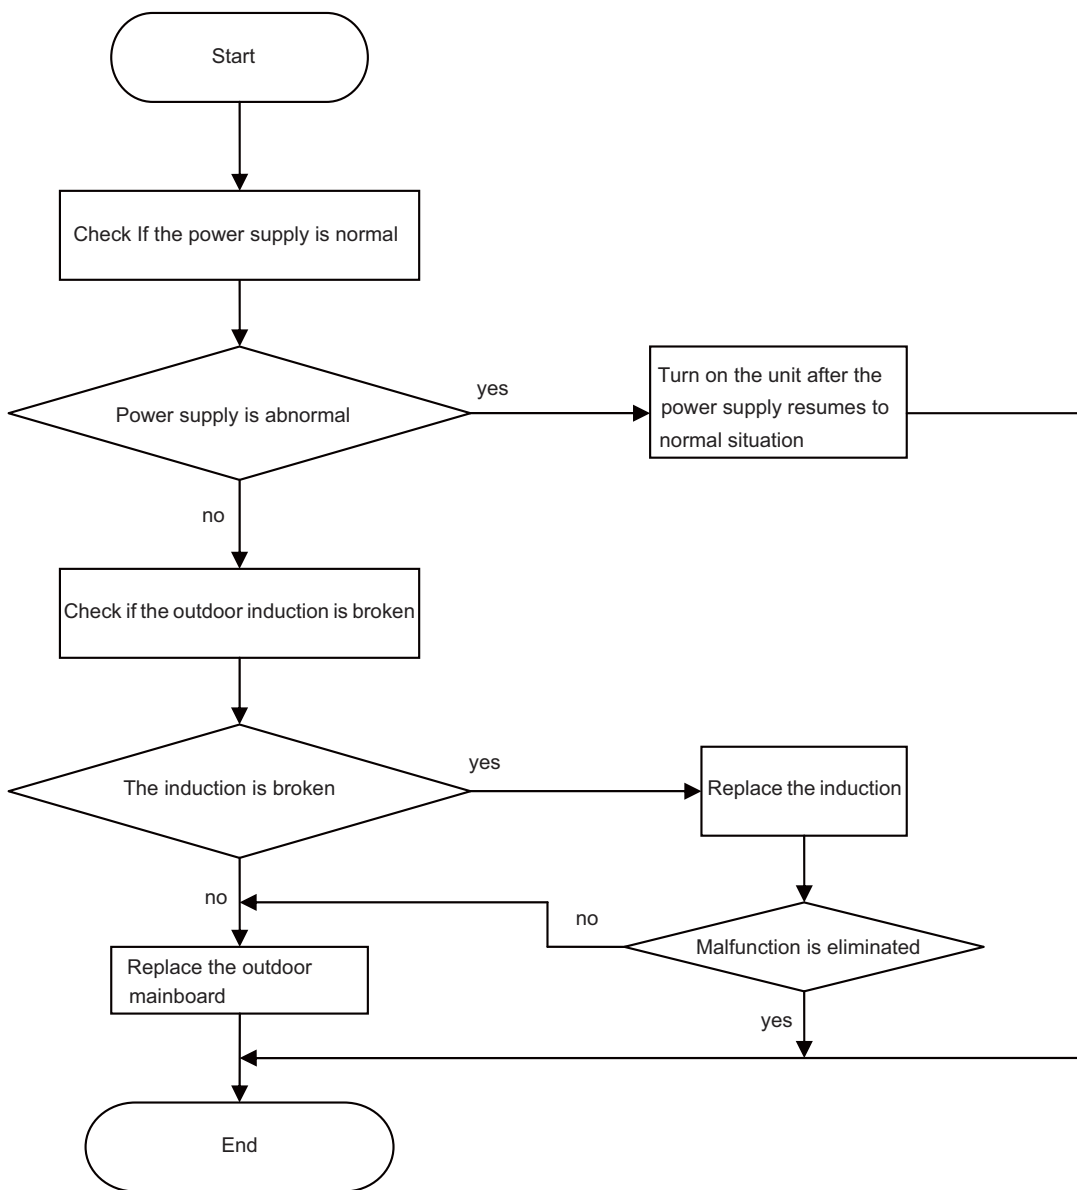 Start
Check If the power supply is normal
Power supply is abnormal
yes
Turn on the unit after the
power supply resumes to
normal situation
no
Check if the outdoor induction is broken
The induction is broken
yes
Replace the induction
no
no
Malfunction is eliminated
Replace the outdoor
mainboard
yes
End